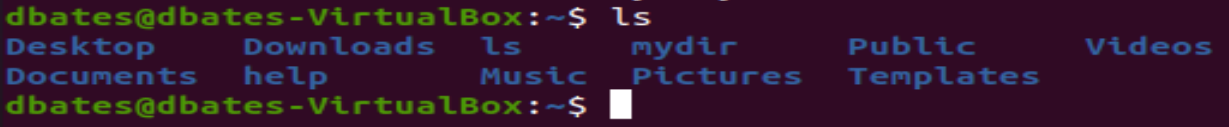 dbates@dbates-VirtualBox:~$ ls
Desktop Downloads ls mydir Public Videos
Documents help Music Pictures Templates
dbates@dbates-VirtualBox:~$